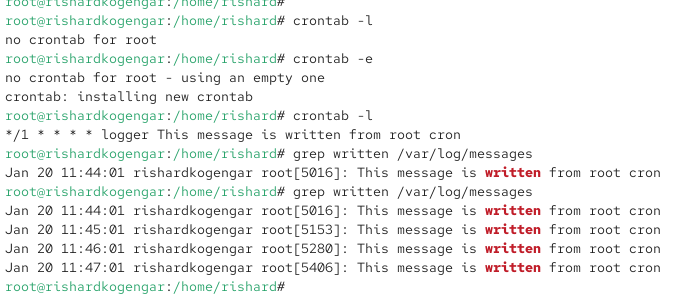 root@rishardkogengar:/home/rishard#
root@rishardkogengar:/home/rishard# crontab -l
no crontab for root
root@rishardkogengar:/home/rishard# crontab -e
no crontab for root - using an empty one
crontab: installing new crontab
root@rishardkogengar:/home/rishard# crontab -l
*/1 * * * * logger This message is written from root cron
root@rishardkogengar:/home/rishard# grep written /var/log/messages
Jan 20 11:44:01 rishardkogengar root[5016]: This message is written from root cron
root@rishardkogengar:/home/rishard# grep written /var/log/messages
Jan 20 11:44:01 rishardkogengar root[5016]: This message is written from root cron
Jan 20 11:45:01 rishardkogengar root[5153]: This message is written from root cron
Jan 20 11:46:01 rishardkogengar root[5280]: This message is written from root cron
Jan 20 11:47:01 rishardkogengar root[5406]: This message is written from root cron
root@rishardkogengar:/home/rishard#